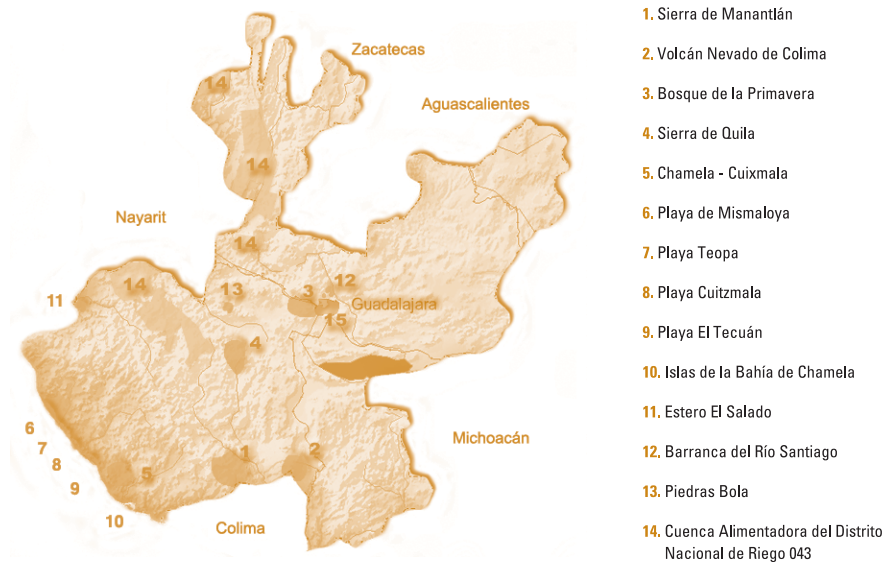 Zacatecas
14
Aguascalientes
14
Nayarit
14
14
13
3
12
11
Guadalajara
15
4
6
7
8
9
10
5
1
2
Michoacán
Colima
1. Sierra de Manantlán
2. Volcán Nevado de Colima
3. Bosque de la Primavera
4. Sierra de Quila
5. Chamela - Cuixmala
6. Playa de Mismaloya
7. Playa Teopa
8. Playa Cuitzmala
9. Playa El Tecuán
10. Islas de la Bahía de Chamela
11. Estero El Salado
12. Barranca del Río Santiago
13. Piedras Bola
14. Cuenca Alimentadora del Distrito
Nacional de Riego 043